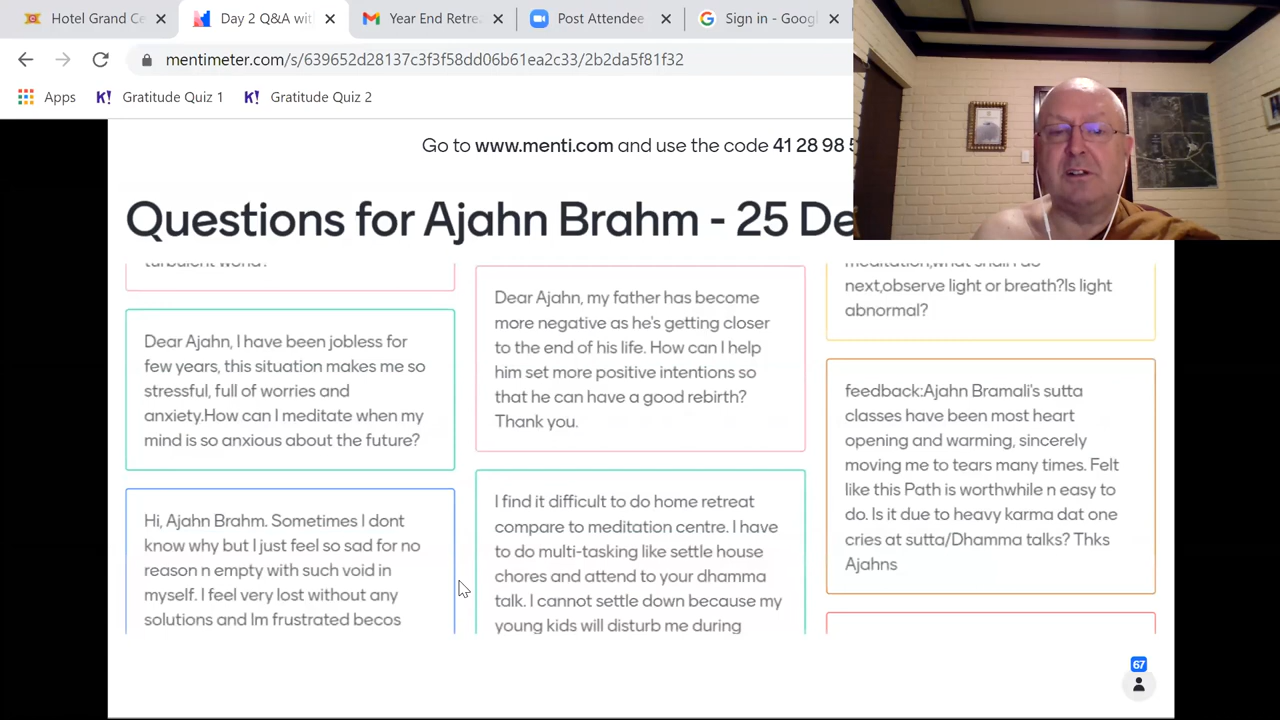 Hotel Grand Ce
Day 2 Q&A wit
Year End Retre
Post Attendee
Sign in - Goog
mentimeter.com/s/639652d28137c3f3f58dd06b61ea2c33/2b2da5f81f32
Apps
Gratitude Quiz 1
Gratitude Quiz 2
Go to www.menti.com and use the code 41 28 98 5
Questions for Ajahn Brahm - 25 De
turbulent world?
Dear Ajahn, I have been jobless for
few years, this situation makes me so
stressful, full of worries and
anxiety.How can I meditate when my
mind is so anxious about the future?
Hi, Ajahn Brahm. Sometimes I dont
know why but I just feel so sad for no
reason n empty with such void in
myself. I feel very lost without any
solutions and Im frustrated becos
Dear Ajahn, my father has become
more negative as he's getting closer
to the end of his life. How can I help
him set more positive intentions so
that he can have a good rebirth?
Thank you.
I find it difficult to do home retreat
compare to meditation centre. I have
to do multi-tasking like settle house
chores and attend to your dhamma
talk. I cannot settle down because my
young kids will disturb me during
meditation,what shall I do
next,observe light or breath?Is light
abnormal?
feedback:Ajahn Bramali's sutta
classes have been most heart
opening and warming, sincerely
moving me to tears many times. Felt
like this Path is worthwhile n easy to
do. Is it due to heavy karma dat one
cries at sutta/Dhamma talks? Thks
Ajahns
67